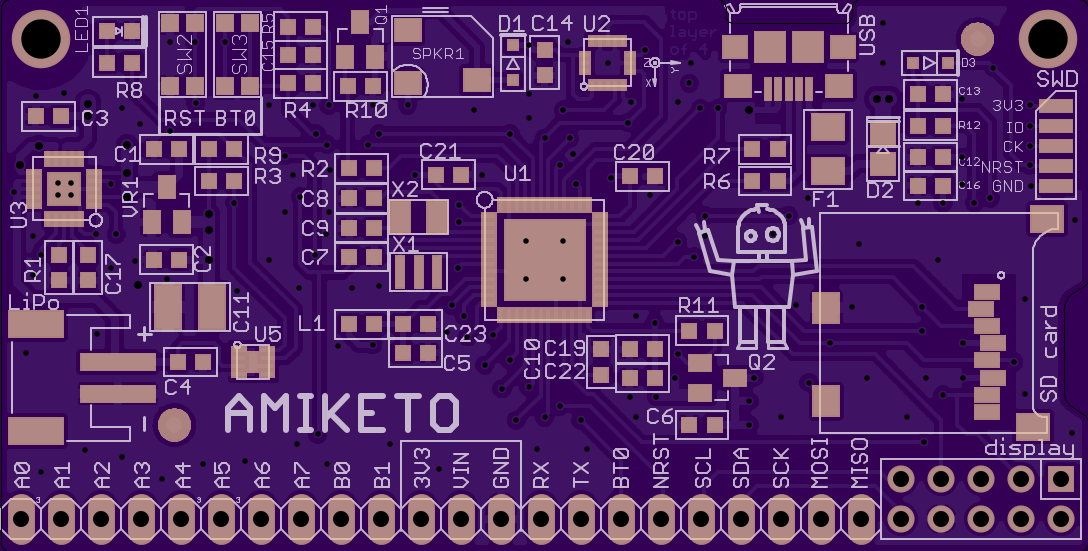 LED1
R8
SW2
SW3
RST BT0
R5
C15
R4
Q1
R10
SPKR1
D1
C14
U2
top
layer
of 4
Z
Y
X
USB
D3
C13
R12
C12
C16
SWD
3V3
IO
CK
NRST
GND
C3
C1
R9
R3
VR1
U3
R2
C8
C9
C7
C21
X2
X1
U1
C20
R7
R6
F1
D2
R1
C17
C2
LiPo
C11
+
U5
C4
-
L1
C23
C5
C10
C19
C22
R11
Q2
C6
SD card
display
AMIKETO
A0 A1 A2 A3 A4 A5 A6 A7 B0 B1 3V3 VIN GND RX TX BT0 NRST SCL SDA SCK MOSI MISO
3
3